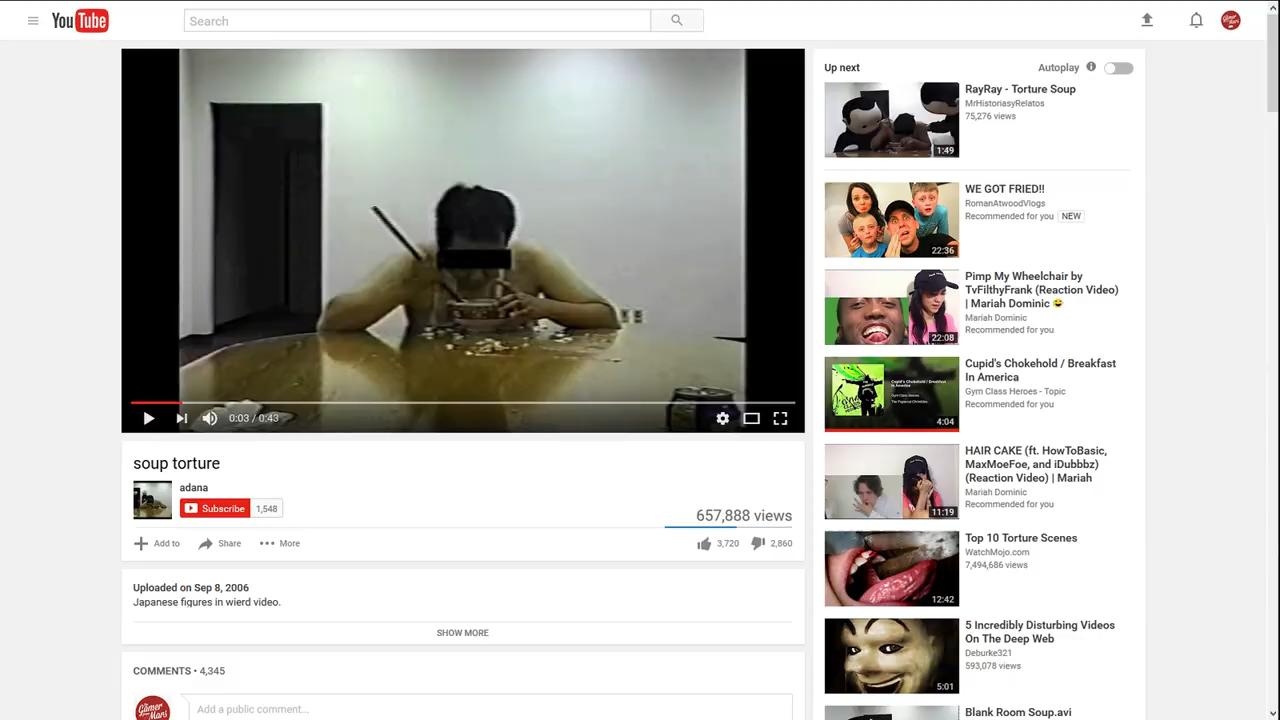 YouTube
Search
0:03 / 0:43
soup torture
adana
Subscribe 1,548
657,888 views
Add to Share More
3,720 2,860
Uploaded on Sep 8, 2006
Japanese figures in wierd video.
SHOW MORE
COMMENTS • 4,345
Glimer
Mans
Add a public comment...
Up next
Autoplay
1:49
RayRay - Torture Soup
MrHistoriasyRelatos
75,276 views
22:36
WE GOT FRIED!!
RomanAtwoodVlogs
Recommended for you NEW
22:08
Pimp My Wheelchair by
TvFilthyFrank (Reaction Video)
| Mariah Dominic 😂
Mariah Dominic
Recommended for you
4:04
Cupid's Chokehold / Breakfast
In America
Gym Class Heroes - Topic
Recommended for you
11:19
HAIR CAKE (ft. HowToBasic,
MaxMoeFoe, and iDubbbz)
(Reaction Video) | Mariah
Mariah Dominic
Recommended for you
12:42
Top 10 Torture Scenes
WatchMojo.com
7,494,686 views
5:01
5 Incredibly Disturbing Videos
On The Deep Web
Deburke321
593,078 views
Blank Room Soup.avi